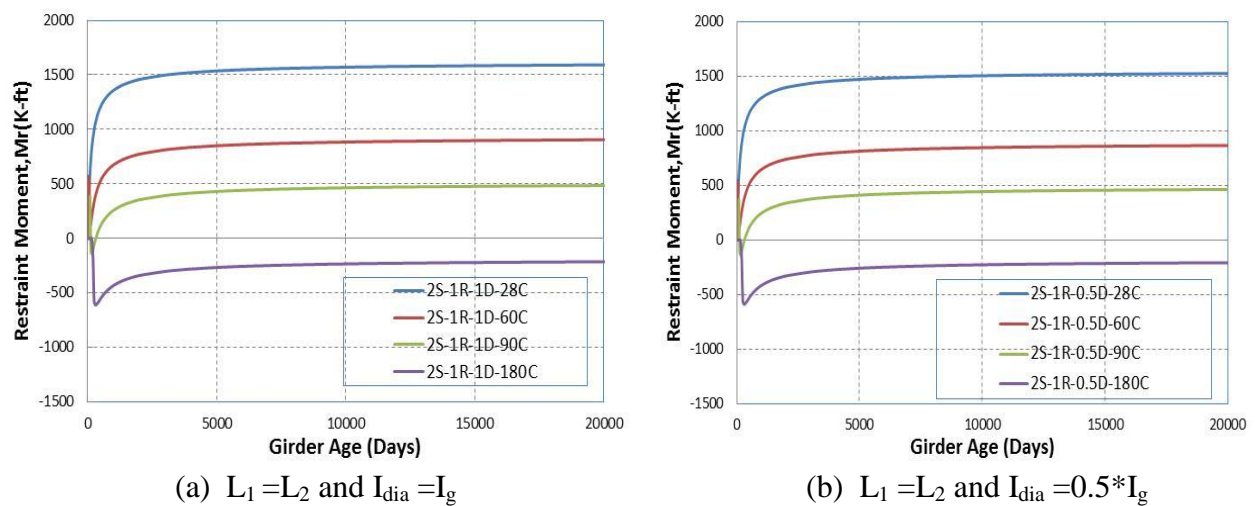 Restraint Moment,Mr(K-ft)
2000
1500
1000
500
0
-500
-1000
-1500
2S-1R-1D-28C
2S-1R-1D-60C
2S-1R-1D-90C
2S-1R-1D-180C
0 5000 10000 15000 20000
Girder Age (Days)
(a) L₁ =L₂ and I_dia =I_g
Restraint Moment,Mr(K-ft)
2000
1500
1000
500
0
-500
-1000
-1500
2S-1R-0.5D-28C
2S-1R-0.5D-60C
2S-1R-0.5D-90C
2S-1R-0.5D-180C
0 5000 10000 15000 20000
Girder Age (Days)
(b) L₁ =L₂ and I_dia =0.5*I_g